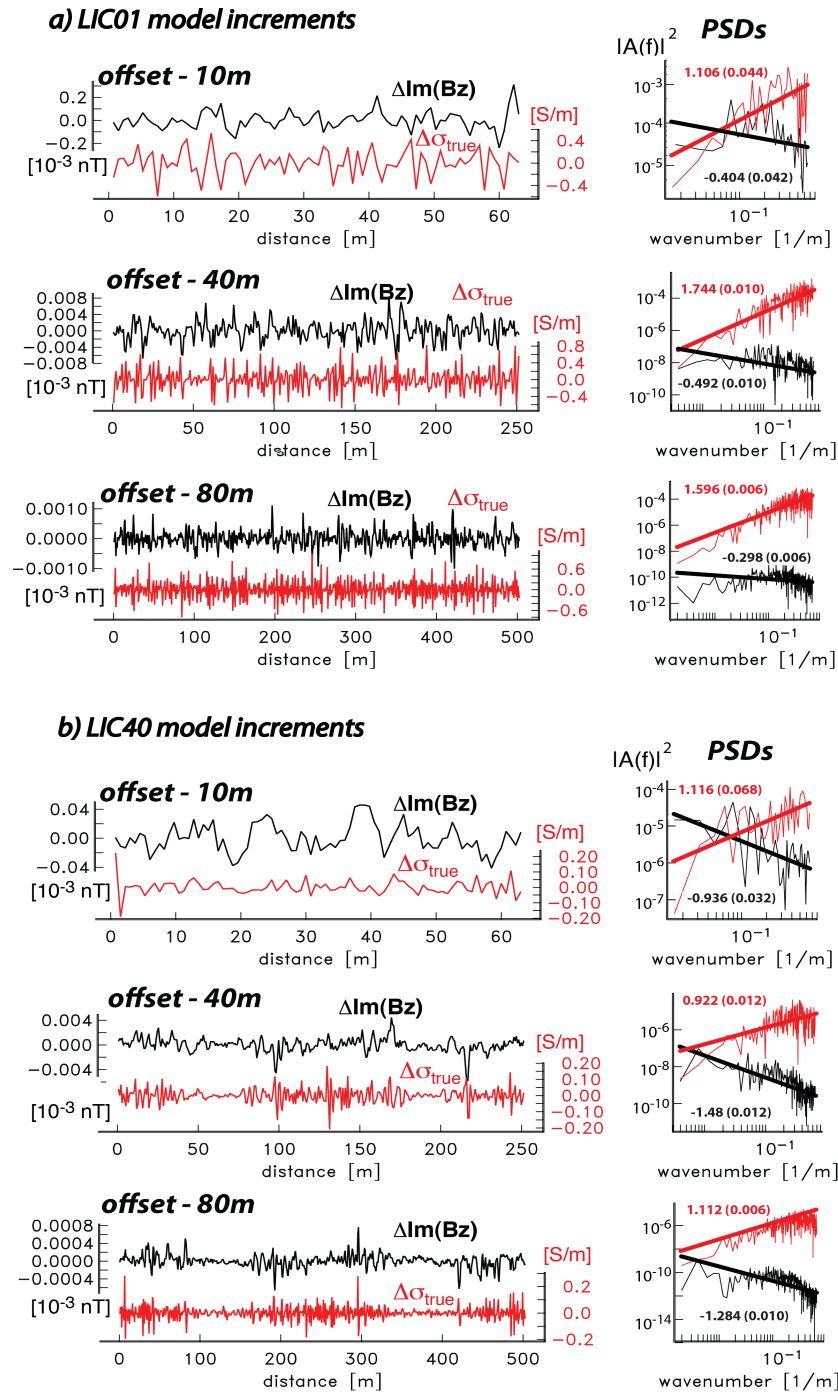 a) LIC01 model increments
|A(f)|² PSDs
offset - 10m
ΔIm(Bz)
[S/m]
0.2
0.0
−0.2
[10⁻³ nT]
Δσtrue
0.4
0.0
−0.4
0 10 20 30 40 50 60
distance [m]
1.106 (0.044)
10⁻³
10⁻⁴
10⁻⁵
-0.404 (0.042)
10⁻¹
wavenumber [1/m]
offset - 40m
ΔIm(Bz) Δσtrue
[S/m]
0.008
0.004
0.000
−0.004
−0.008
[10⁻³ nT]
0.8
0.4
0.0
−0.4
0 50 100 150 200 250
distance [m]
1.744 (0.010)
10⁻⁴
10⁻⁶
10⁻⁸
10⁻¹⁰
-0.492 (0.010)
10⁻¹
wavenumber [1/m]
offset - 80m
ΔIm(Bz) Δσtrue
[S/m]
0.0010
0.0000
−0.0010
[10⁻³ nT]
0.6
0.0
−0.6
0 100 200 300 400 500
distance [m]
1.596 (0.006)
10⁻⁴
10⁻⁶
10⁻⁸
10⁻¹⁰
10⁻¹²
-0.298 (0.006)
10⁻¹
wavenumber [1/m]
b) LIC40 model increments
|A(f)|² PSDs
offset - 10m
ΔIm(Bz)
[S/m]
0.04
0.00
−0.04
[10⁻³ nT]
Δσtrue
0.20
0.10
0.00
−0.10
−0.20
0 10 20 30 40 50 60
distance [m]
1.116 (0.068)
10⁻⁴
10⁻⁵
10⁻⁶
10⁻⁷
-0.936 (0.032)
10⁻¹
wavenumber [1/m]
offset - 40m
ΔIm(Bz)
[S/m]
0.004
0.000
−0.004
[10⁻³ nT]
Δσtrue
0.20
0.10
0.00
−0.10
−0.20
0 50 100 150 200 250
distance [m]
0.922 (0.012)
10⁻⁶
10⁻⁸
10⁻¹⁰
-1.48 (0.012)
10⁻¹
wavenumber [1/m]
offset - 80m
ΔIm(Bz)
[S/m]
0.0008
0.0004
0.0000
−0.0004
[10⁻³ nT]
Δσtrue
0.2
0.0
−0.2
0 100 200 300 400 500
distance [m]
1.112 (0.006)
10⁻⁶
10⁻¹⁰
10⁻¹⁴
-1.284 (0.010)
10⁻¹
wavenumber [1/m]